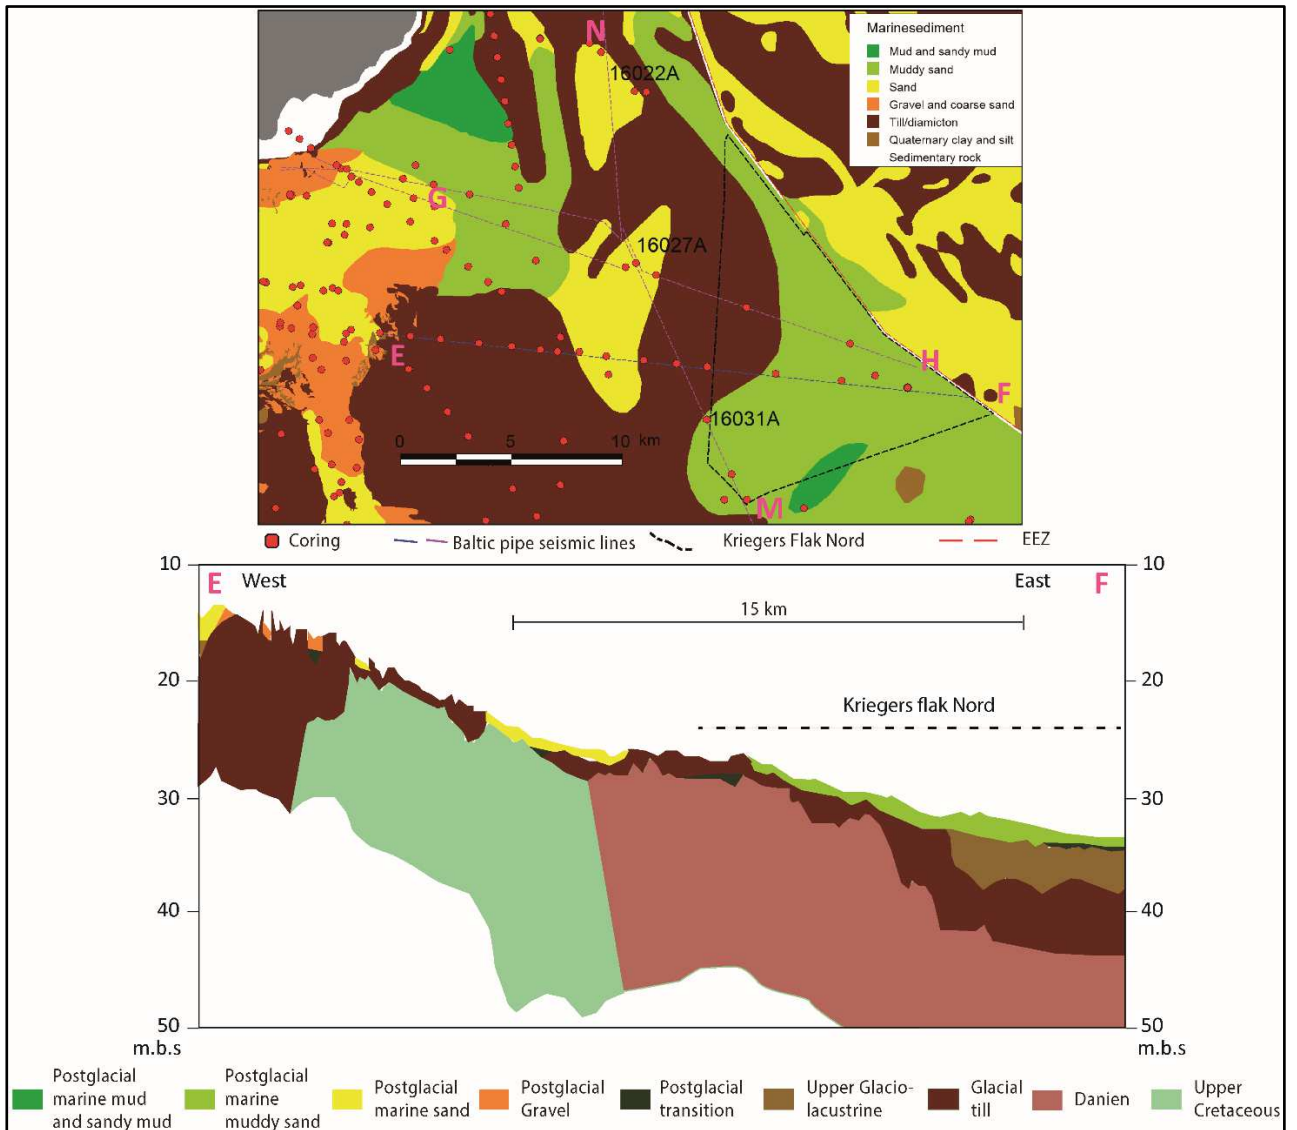 N
16022A
Marinesediment
Mud and sandy mud
Muddy sand
Sand
Gravel and coarse sand
Till/diamicton
Quaternary clay and silt
Sedimentary rock
G
16027A
E
H
F
16031A
0 5 10 km
M
Coring
Baltic pipe seismic lines
Kriegers Flak Nord
EEZ
10 E West East F 10
15 km
20 20
Kriegers flak Nord
30 30
40 40
50 50
m.b.s m.b.s
Postglacial
marine mud
and sandy mud
Postglacial
marine
muddy sand
Postglacial
marine sand
Postglacial
Gravel
Postglacial
transition
Upper Glacio-
lacustrine
Glacial
till
Danien
Upper
Cretaceous